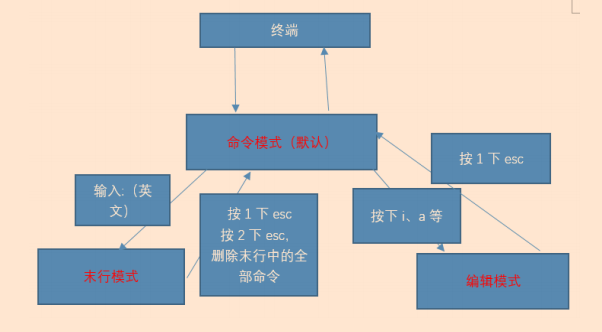 终端
命令模式（默认）
按 1 下 esc
输入:（英
文）
按 1 下 esc
按 2 下 esc,
删除末行中的全
部命令
按下 i、a 等
末行模式
编辑模式